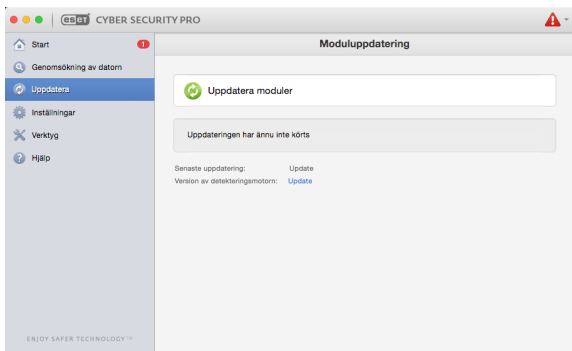 eset CYBER SECURITY PRO
Start 1
Genomsökning av datorn
Uppdatera
Inställningar
Verktyg
Hjälp
ENJOY SAFER TECHNOLOGY™
Moduluppdatering
Uppdatera moduler
Uppdateringen har ännu inte körts
Senaste uppdatering: Update
Version av detekteringsmotorn: Update